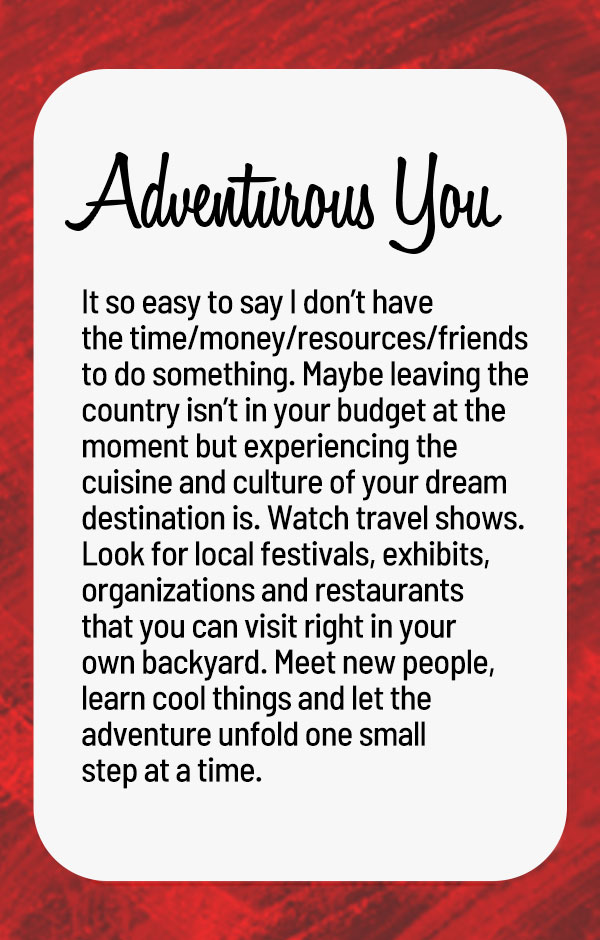 Adventurous You
It so easy to say I don’t have
the time/money/resources/friends
to do something. Maybe leaving the
country isn’t in your budget at the
moment but experiencing the
cuisine and culture of your dream
destination is. Watch travel shows.
Look for local festivals, exhibits,
organizations and restaurants
that you can visit right in your
own backyard. Meet new people,
learn cool things and let the
adventure unfold one small
step at a time.